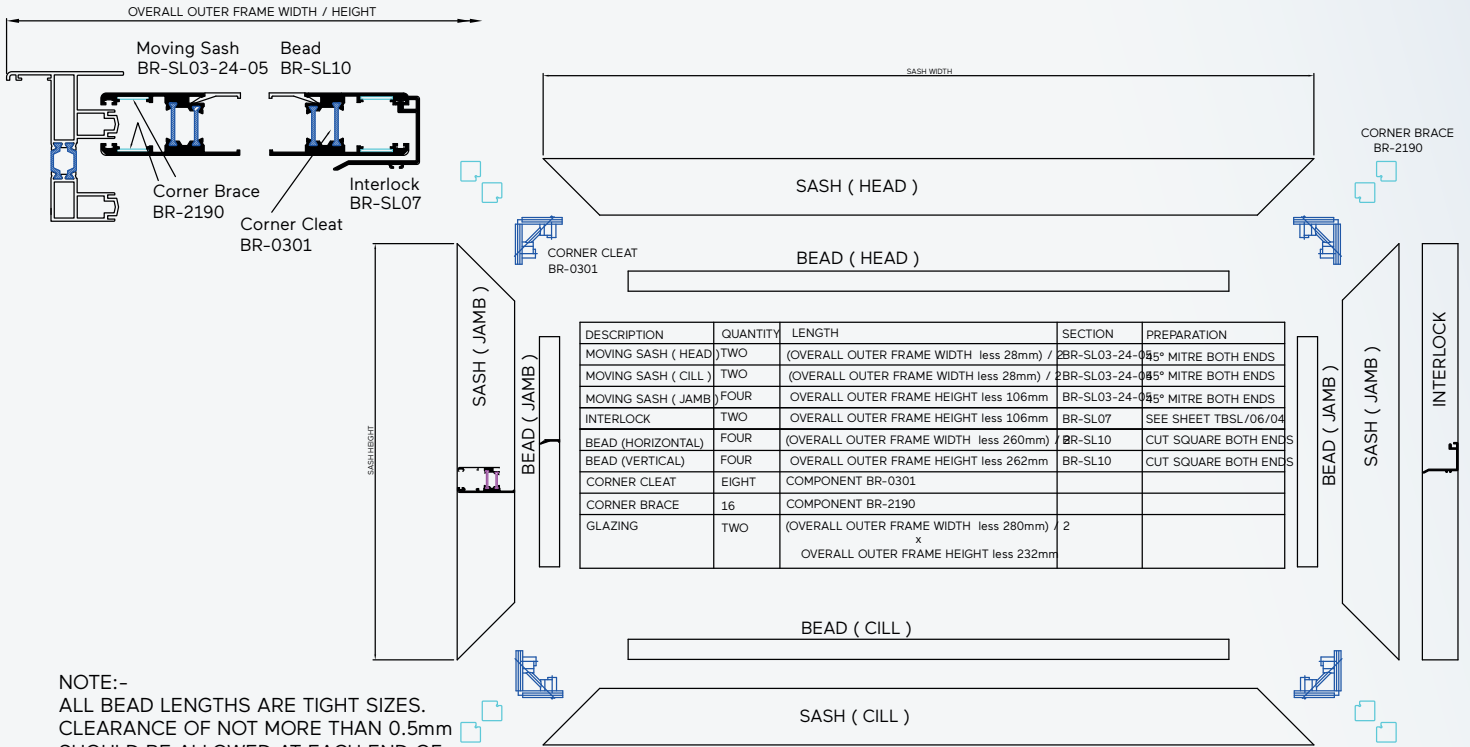 OVERALL OUTER FRAME WIDTH / HEIGHT
Moving Sash
BR-SL03-24-05
Bead
BR-SL10
Corner Brace
BR-2190
Corner Cleat
BR-0301
Interlock
BR-SL07
SASH WIDTH
CORNER BRACE
BR-2190
SASH ( HEAD )
CORNER CLEAT
BR-0301
BEAD ( HEAD )
SASH HEIGHT
SASH ( JAMB )
BEAD ( JAMB )
DESCRIPTION QUANTITY LENGTH SECTION PREPARATION
MOVING SASH ( HEAD ) TWO (OVERALL OUTER FRAME WIDTH less 28mm) / 2 BR-SL03-24-05 45° MITRE BOTH ENDS
MOVING SASH ( CILL ) TWO (OVERALL OUTER FRAME WIDTH less 28mm) / 2 BR-SL03-24-05 45° MITRE BOTH ENDS
MOVING SASH ( JAMB ) FOUR OVERALL OUTER FRAME HEIGHT less 106mm BR-SL03-24-05 45° MITRE BOTH ENDS
INTERLOCK TWO OVERALL OUTER FRAME HEIGHT less 106mm BR-SL07 SEE SHEET TBSL/06/04
BEAD (HORIZONTAL) FOUR (OVERALL OUTER FRAME WIDTH less 260mm) / 2 BR-SL10 CUT SQUARE BOTH ENDS
BEAD (VERTICAL) FOUR OVERALL OUTER FRAME HEIGHT less 262mm BR-SL10 CUT SQUARE BOTH ENDS
CORNER CLEAT EIGHT COMPONENT BR-0301
CORNER BRACE 16 COMPONENT BR-2190
GLAZING TWO (OVERALL OUTER FRAME WIDTH less 280mm) / 2
x
OVERALL OUTER FRAME HEIGHT less 232mm
BEAD ( JAMB )
SASH ( JAMB )
INTERLOCK
BEAD ( CILL )
SASH ( CILL )
NOTE:-
ALL BEAD LENGTHS ARE TIGHT SIZES.
CLEARANCE OF NOT MORE THAN 0.5mm
SHOULD BE ALLOWED AT EACH END OF